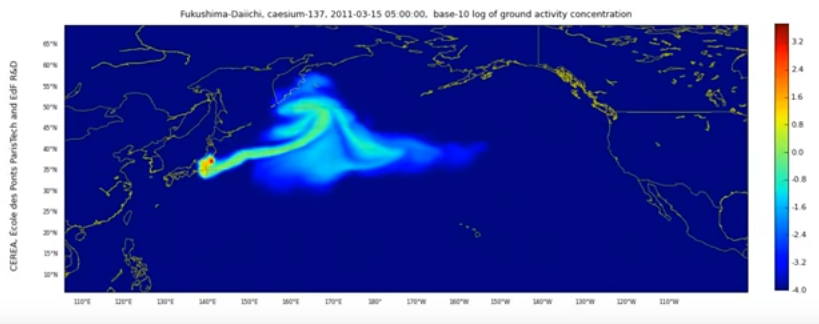 Fukushima-Daiichi, caesium-137, 2011-03-15 05:00:00, base-10 log of ground activity concentration
CEREA, École des Ponts ParisTech and EdF R&D
65°N
60°N
55°N
50°N
45°N
40°N
35°N
30°N
25°N
20°N
15°N
10°N
110°E 120°E 130°E 140°E 150°E 160°E 170°E 180° 170°W 160°W 150°W 140°W 130°W 120°W 110°W
3.2
2.4
1.6
0.8
0.0
-0.8
-1.6
-2.4
-3.2
-4.0